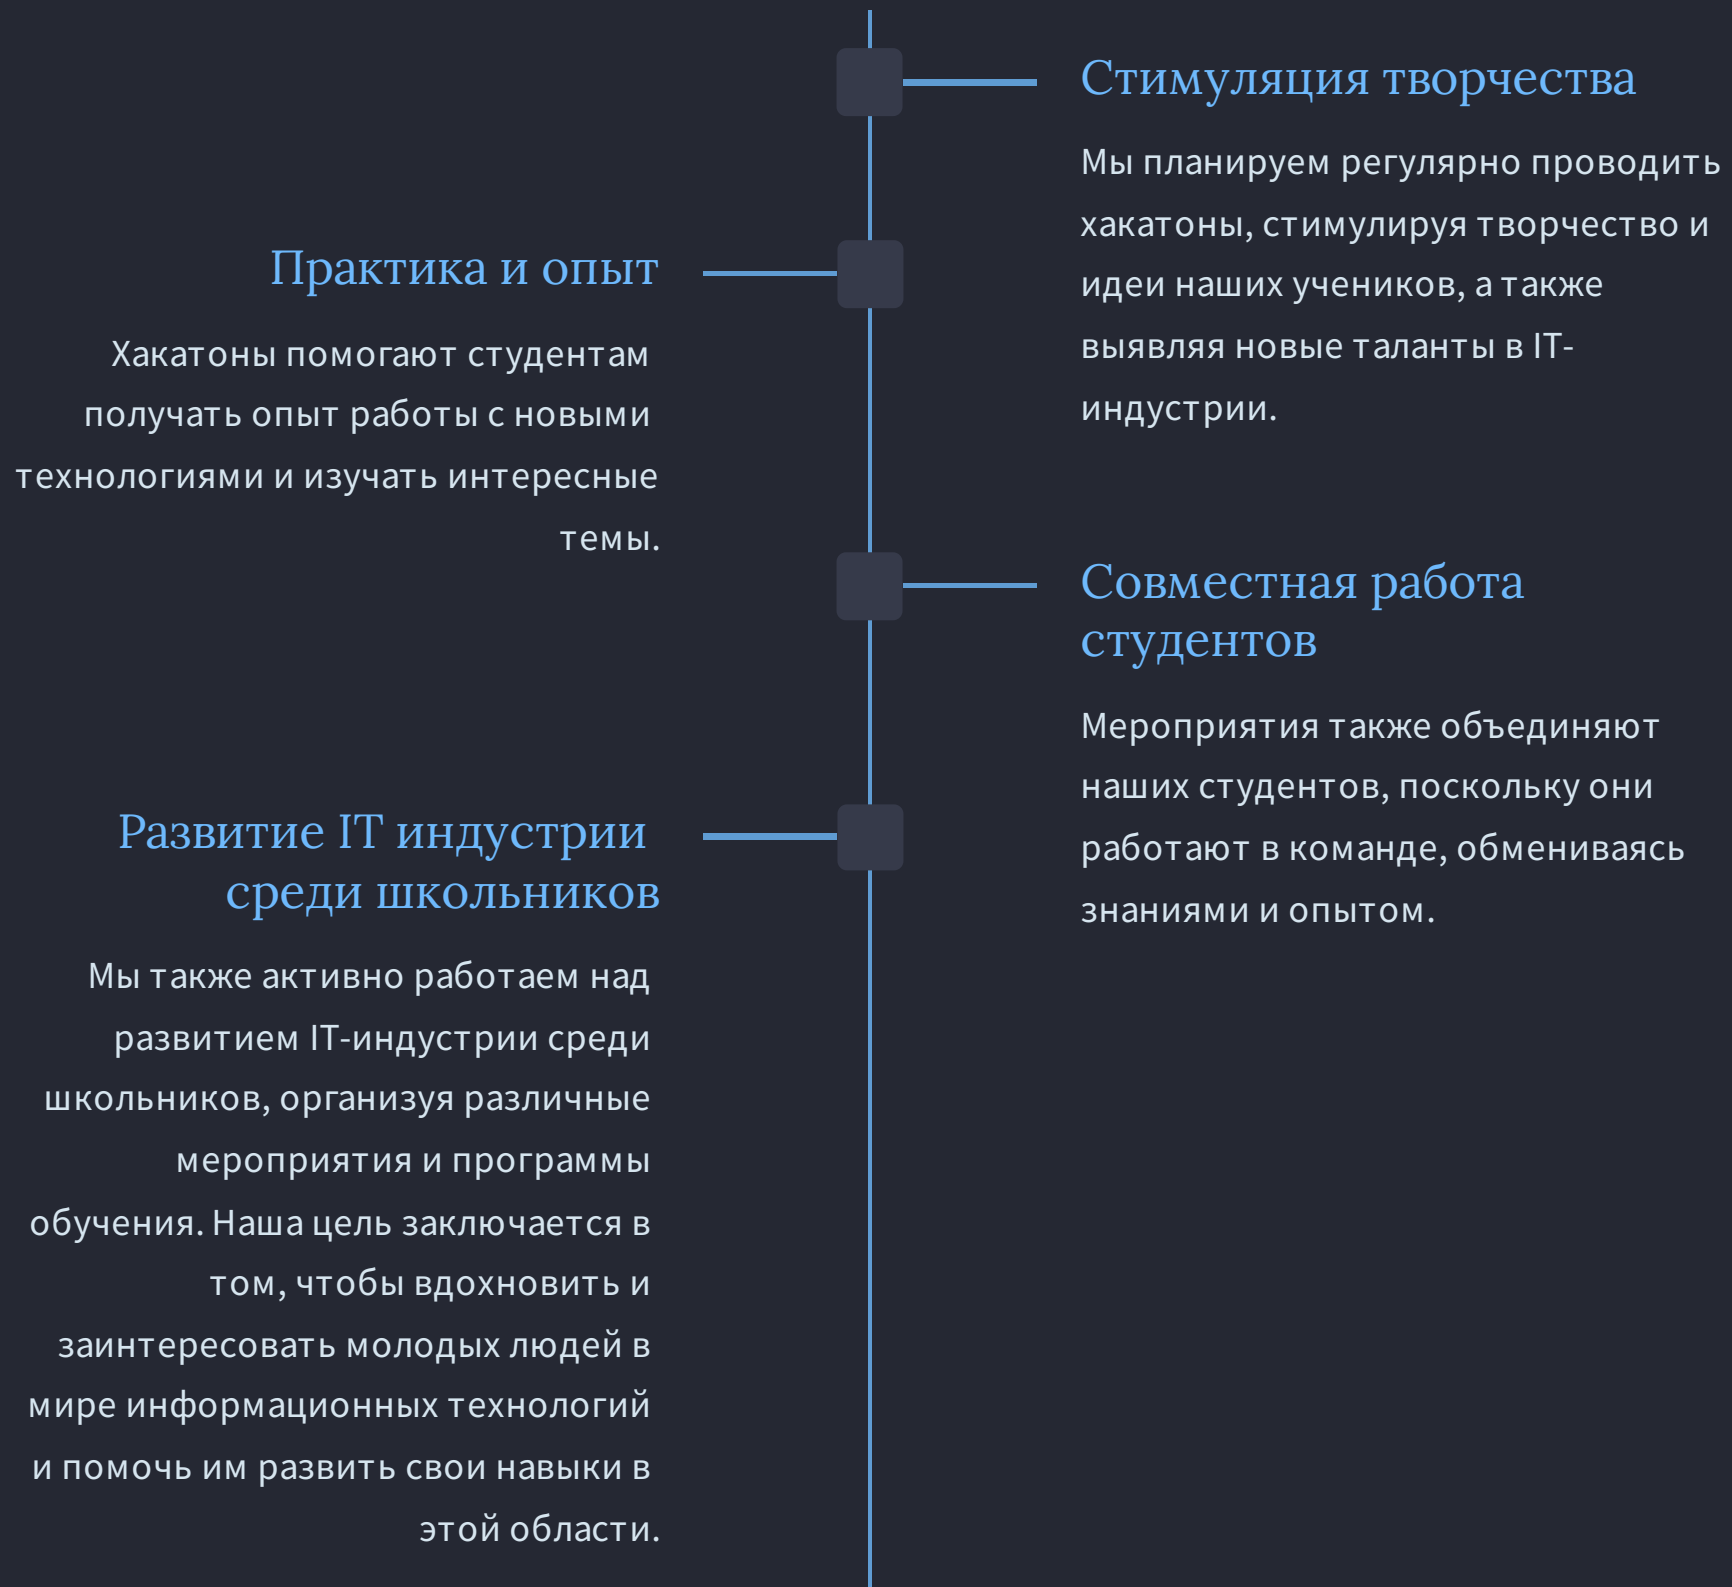 Стимуляция творчества
Мы планируем регулярно проводить
хакатоны, стимулируя творчество и
идеи наших учеников, а также
выявляя новые таланты в IT-
индустрии.
Практика и опыт
Хакатоны помогают студентам
получать опыт работы с новыми
технологиями и изучать интересные
темы.
Совместная работа
студентов
Мероприятия также объединяют
наших студентов, поскольку они
работают в команде, обмениваясь
знаниями и опытом.
Развитие IT индустрии
среди школьников
Мы также активно работаем над
развитием IT-индустрии среди
школьников, организуя различные
мероприятия и программы
обучения. Наша цель заключается в
том, чтобы вдохновить и
заинтересовать молодых людей в
мире информационных технологий
и помочь им развить свои навыки в
этой области.